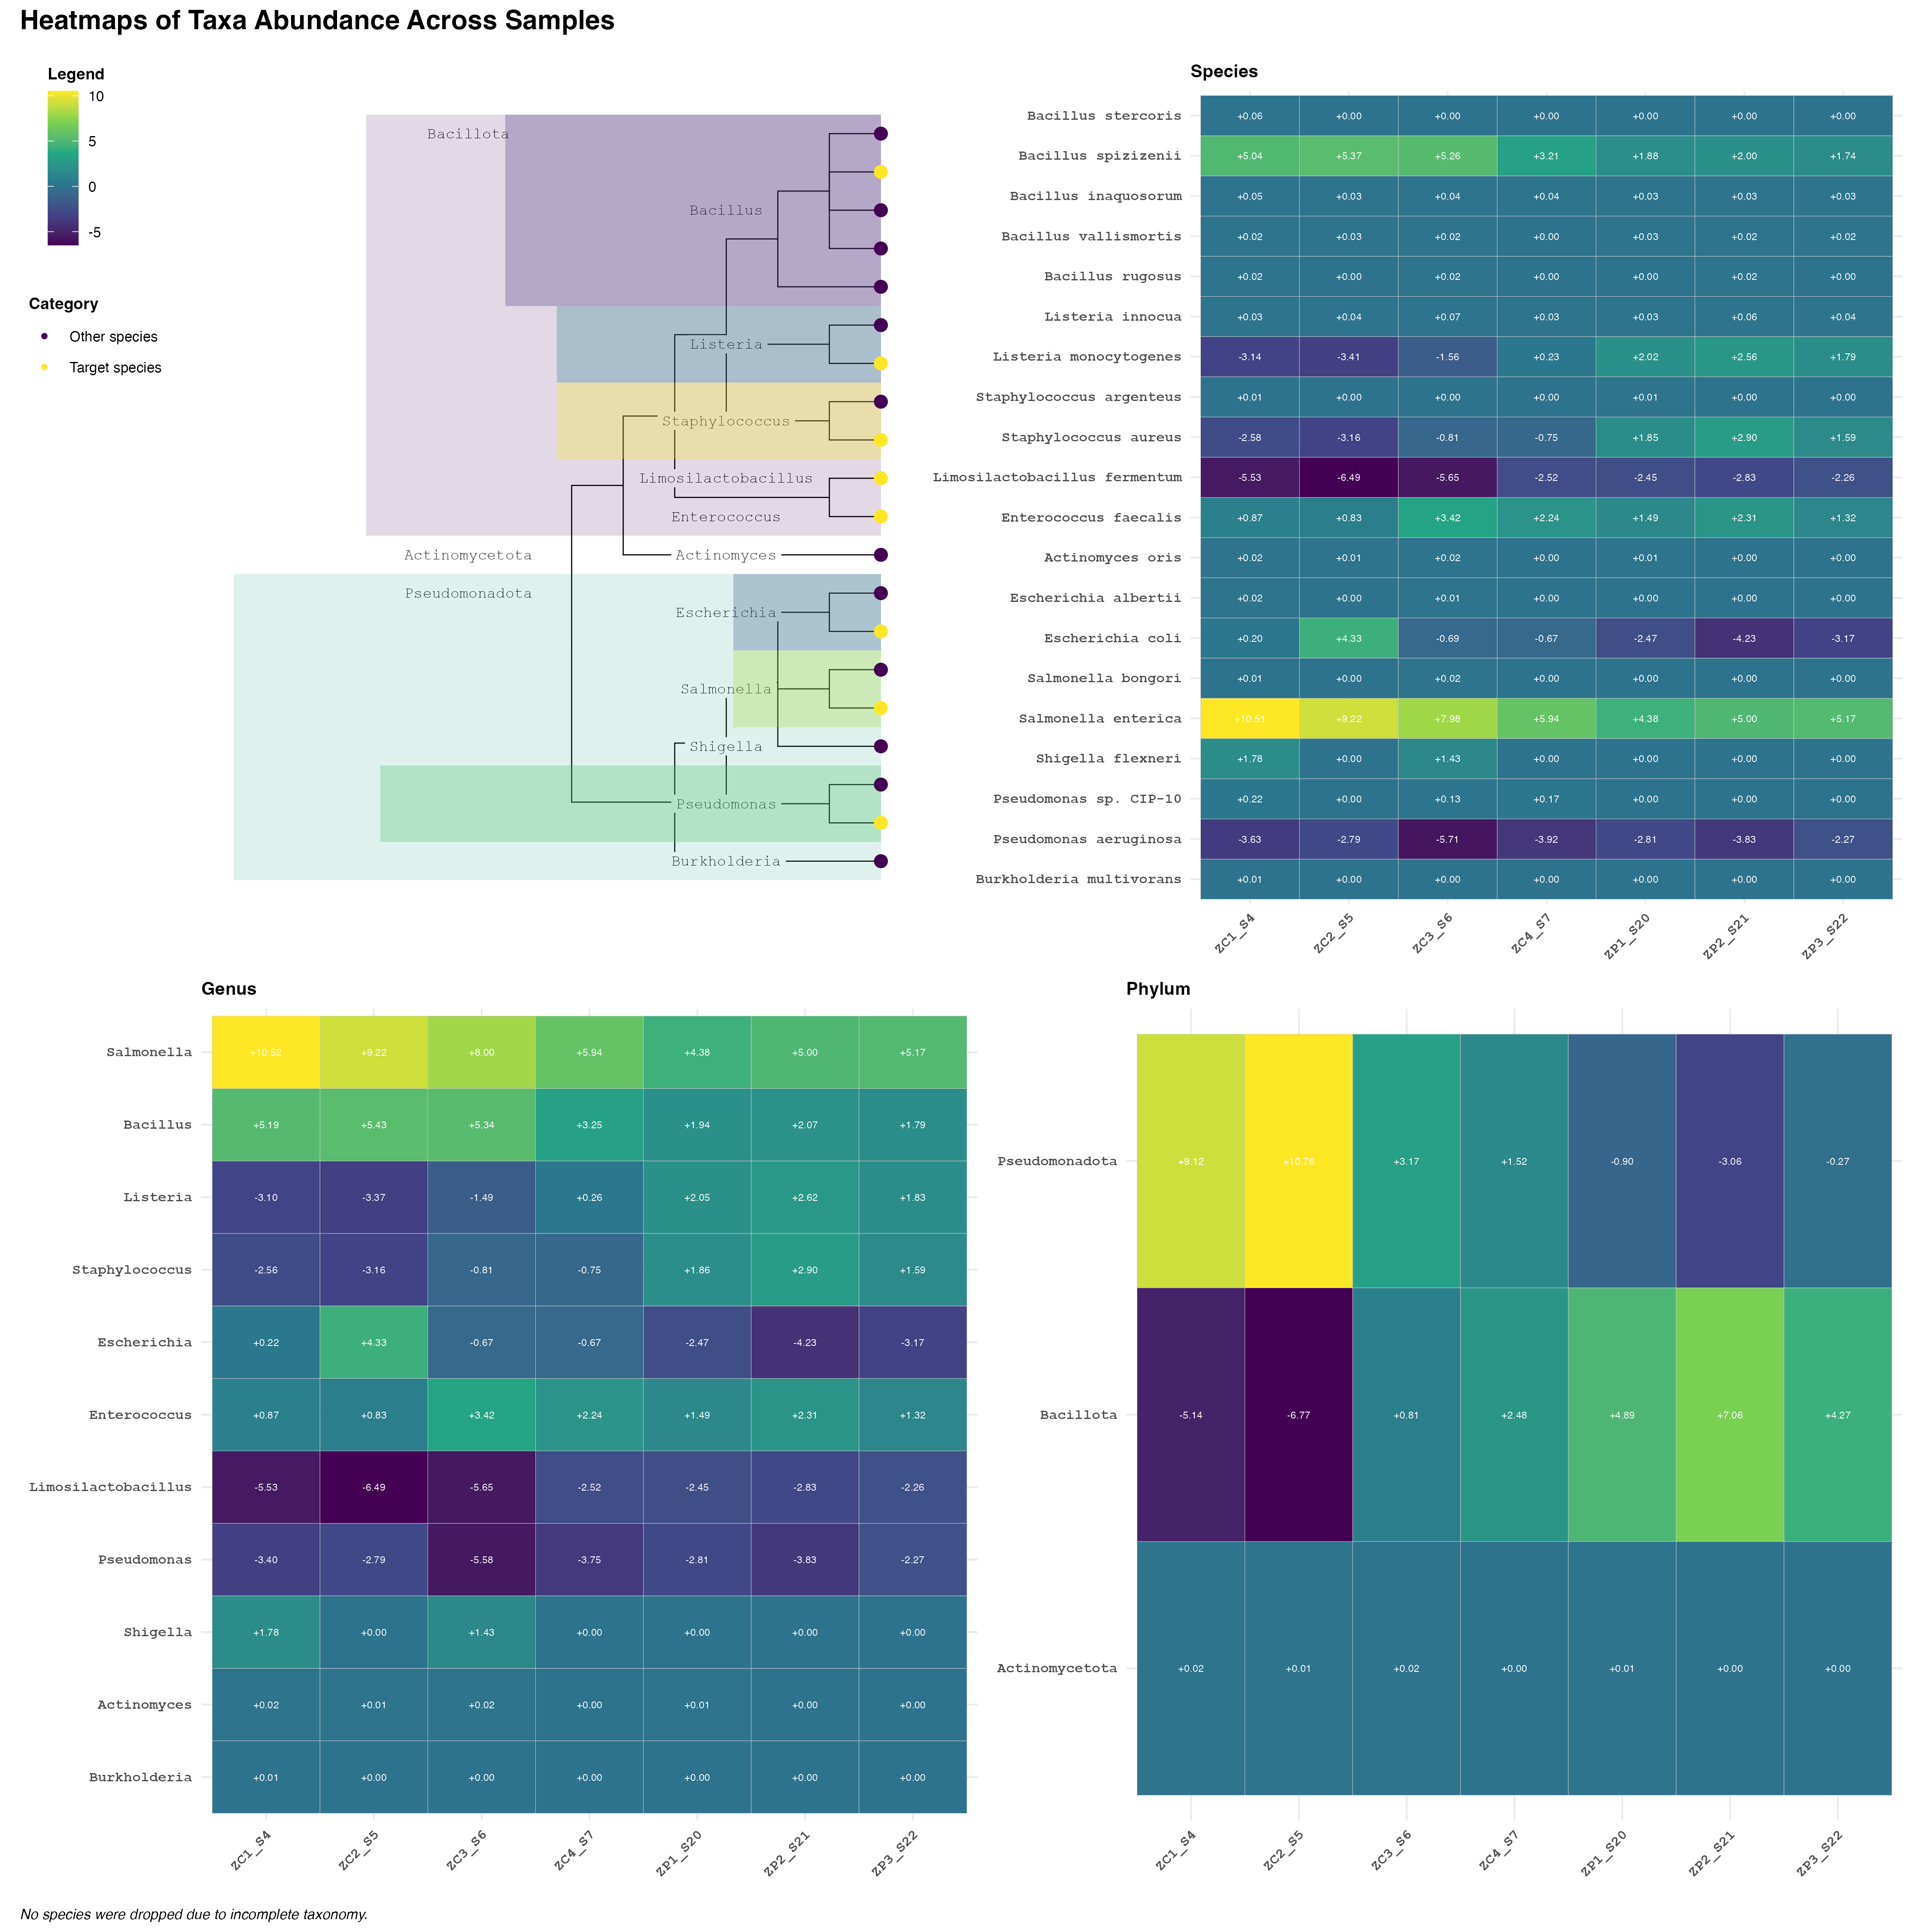 Heatmaps of Taxa Abundance Across Samples
Legend
10
5
0
-5
Category
Other species
Target species
Bacillota
Bacillus
Listeria
Staphylococcus
Limosilactobacillus
Enterococcus
Actinomycetota
Actinomyces
Pseudomonadota
Escherichia
Salmonella
Shigella
Pseudomonas
Burkholderia
Species
Bacillus stercoris +0.06 +0.00 +0.00 +0.00 +0.00 +0.00 +0.00
Bacillus spizizenii +5.04 +5.37 +5.26 +3.21 +1.88 +2.00 +1.74
Bacillus inaquosorum +0.05 +0.03 +0.04 +0.04 +0.03 +0.03 +0.03
Bacillus vallismortis +0.02 +0.03 +0.02 +0.00 +0.03 +0.02 +0.02
Bacillus rugosus +0.02 +0.00 +0.02 +0.00 +0.00 +0.02 +0.00
Listeria innocua +0.03 +0.04 +0.07 +0.03 +0.03 +0.06 +0.04
Listeria monocytogenes -3.14 -3.41 -1.56 +0.23 +2.02 +2.56 +1.79
Staphylococcus argenteus +0.01 +0.00 +0.00 +0.00 +0.01 +0.00 +0.00
Staphylococcus aureus -2.58 -3.16 -0.81 -0.75 +1.85 +2.90 +1.59
Limosilactobacillus fermentum -5.53 -6.49 -5.65 -2.52 -2.45 -2.83 -2.26
Enterococcus faecalis +0.87 +0.83 +3.42 +2.24 +1.49 +2.31 +1.32
Actinomyces oris +0.02 +0.01 +0.02 +0.00 +0.01 +0.00 +0.00
Escherichia albertii +0.02 +0.00 +0.01 +0.00 +0.00 +0.00 +0.00
Escherichia coli +0.20 +4.33 -0.69 -0.67 -2.47 -4.23 -3.17
Salmonella bongori +0.01 +0.00 +0.02 +0.00 +0.00 +0.00 +0.00
Salmonella enterica +10.51 +9.22 +7.98 +5.94 +4.38 +5.00 +5.17
Shigella flexneri +1.78 +0.00 +1.43 +0.00 +0.00 +0.00 +0.00
Pseudomonas sp. CIP-10 +0.22 +0.00 +0.13 +0.17 +0.00 +0.00 +0.00
Pseudomonas aeruginosa -3.63 -2.79 -5.71 -3.92 -2.81 -3.83 -2.27
Burkholderia multivorans +0.01 +0.00 +0.00 +0.00 +0.00 +0.00 +0.00
ZC1_S4 ZC2_S5 ZC3_S6 ZC4_S7 ZP1_S20 ZP2_S21 ZP3_S22
Genus
Salmonella +10.52 +9.22 +8.00 +5.94 +4.38 +5.00 +5.17
Bacillus +5.19 +5.43 +5.34 +3.25 +1.94 +2.07 +1.79
Listeria -3.10 -3.37 -1.49 +0.26 +2.05 +2.62 +1.83
Staphylococcus -2.56 -3.16 -0.81 -0.75 +1.86 +2.90 +1.59
Escherichia +0.22 +4.33 -0.67 -0.67 -2.47 -4.23 -3.17
Enterococcus +0.87 +0.83 +3.42 +2.24 +1.49 +2.31 +1.32
Limosilactobacillus -5.53 -6.49 -5.65 -2.52 -2.45 -2.83 -2.26
Pseudomonas -3.40 -2.79 -5.58 -3.75 -2.81 -3.83 -2.27
Shigella +1.78 +0.00 +1.43 +0.00 +0.00 +0.00 +0.00
Actinomyces +0.02 +0.01 +0.02 +0.00 +0.01 +0.00 +0.00
Burkholderia +0.01 +0.00 +0.00 +0.00 +0.00 +0.00 +0.00
ZC1_S4 ZC2_S5 ZC3_S6 ZC4_S7 ZP1_S20 ZP2_S21 ZP3_S22
Phylum
Pseudomonadota +9.12 +10.76 +3.17 +1.52 -0.90 -3.06 -0.27
Bacillota -5.14 -6.77 +0.81 +2.48 +4.89 +7.06 +4.27
Actinomycetota +0.02 +0.01 +0.02 +0.00 +0.01 +0.00 +0.00
ZC1_S4 ZC2_S5 ZC3_S6 ZC4_S7 ZP1_S20 ZP2_S21 ZP3_S22
No species were dropped due to incomplete taxonomy.